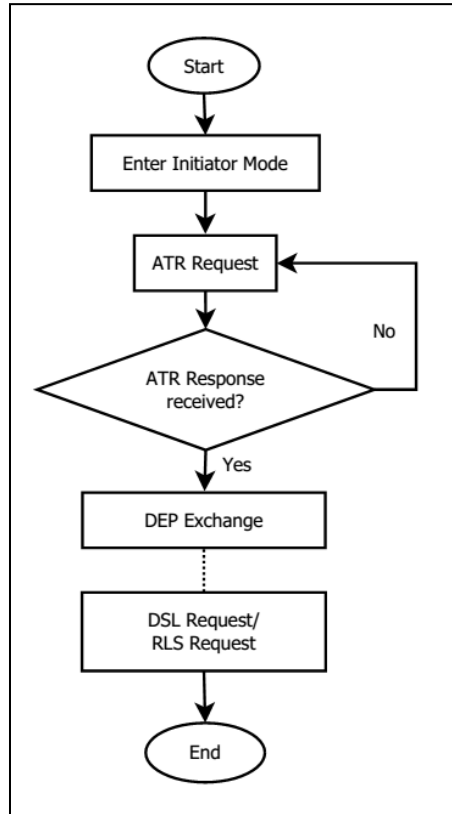 Start
Enter Initiator Mode
ATR Request
No
ATR Response
received?
Yes
DEP Exchange
DSL Request/
RLS Request
End